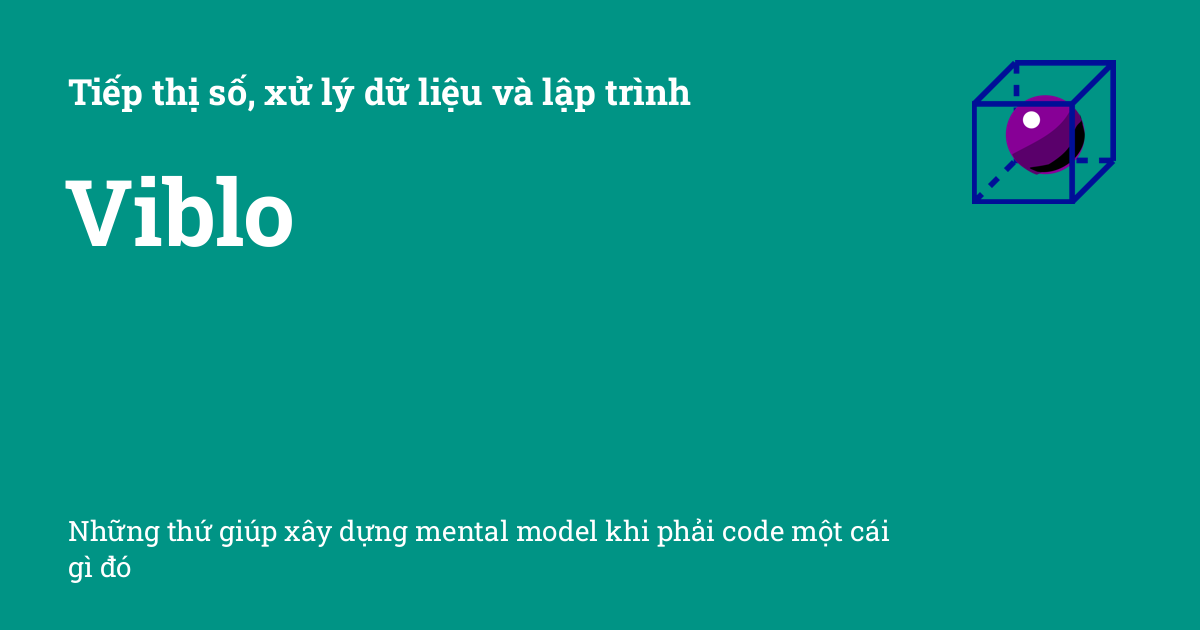 Tiếp thị số, xử lý dữ liệu và lập trình
Viblo
Những thứ giúp xây dựng mental model khi phải code một cái
gì đó